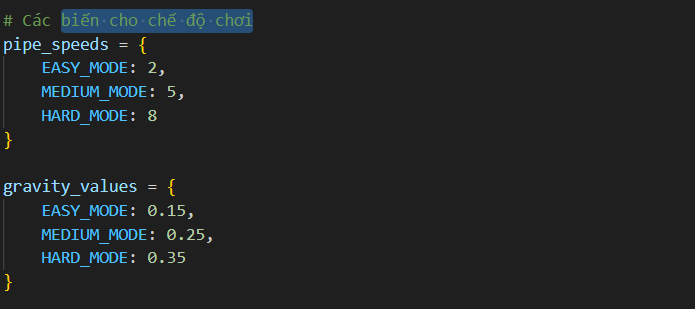 # Các biến cho chế độ chơi
pipe_speeds = {
    EASY_MODE: 2,
    MEDIUM_MODE: 5,
    HARD_MODE: 8
}
gravity_values = {
    EASY_MODE: 0.15,
    MEDIUM_MODE: 0.25,
    HARD_MODE: 0.35
}